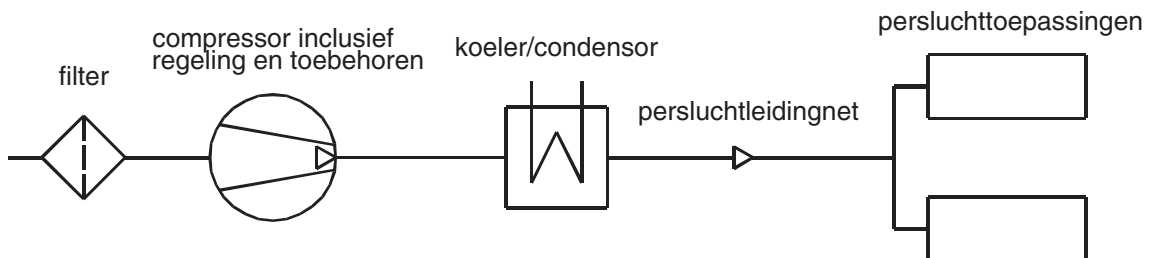 filter
compressor inclusief
regeling en toebehoren
koeler/condensor
persluchtleidingnet
persluchttoepassingen